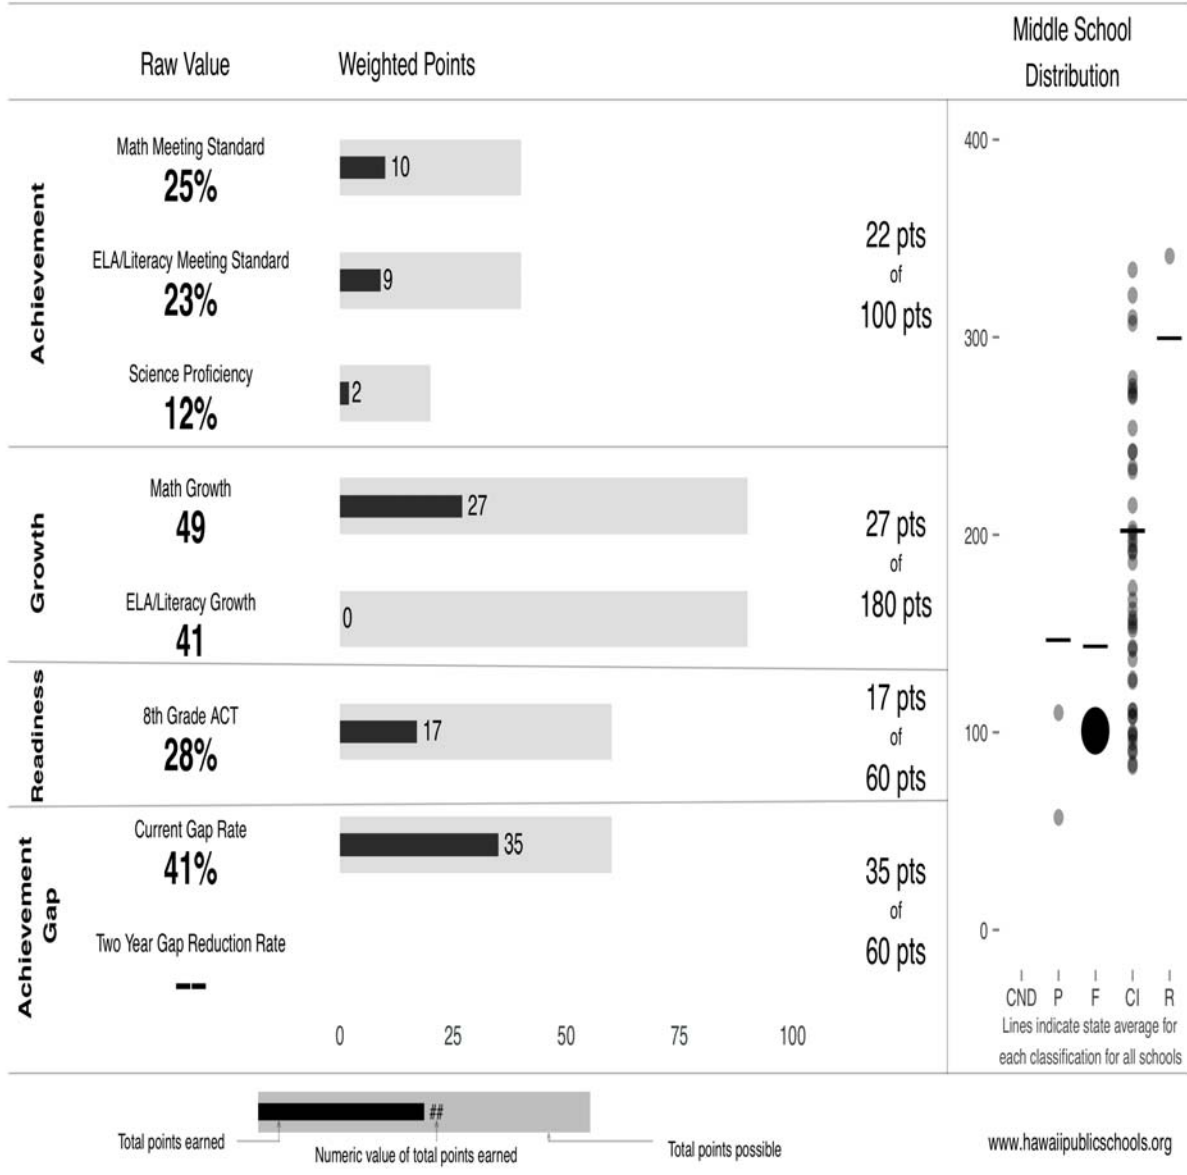 Raw Value
Weighted Points
Middle School
Distribution
Achievement
Math Meeting Standard
25%
10
ELA/Literacy Meeting Standard
23%
9
Science Proficiency
12%
2
22 pts
of
100 pts
Growth
Math Growth
49
27
ELA/Literacy Growth
41
0
27 pts
of
180 pts
Readiness
8th Grade ACT
28%
17
17 pts
of
60 pts
Achievement
Gap
Current Gap Rate
41%
35
Two Year Gap Reduction Rate
--
35 pts
of
60 pts
0 25 50 75 100
400
300
200
100
0
CND P F CI R
Lines indicate state average for
each classification for all schools
##
Total points earned
Numeric value of total points earned
Total points possible
www.hawaiipublicschools.org